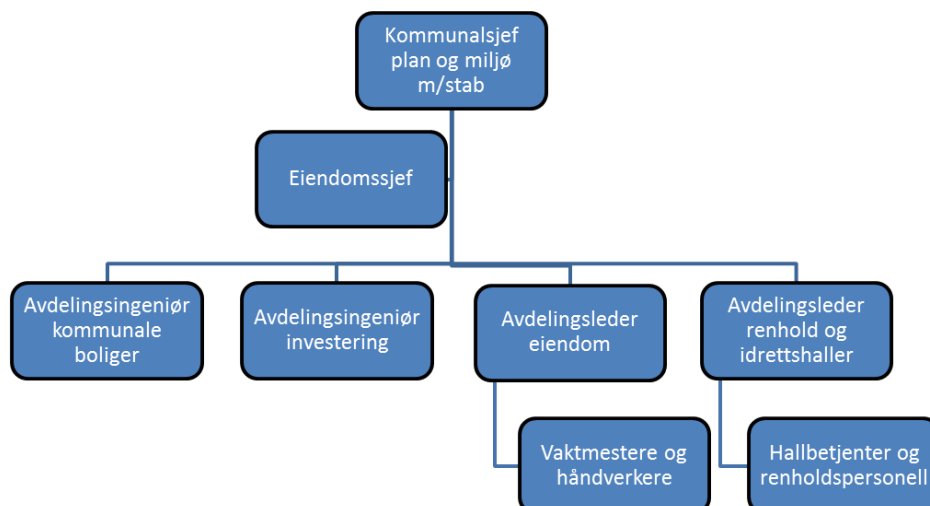 Kommunalsjef
plan og miljø
m/stab
Eiendomssjef
Avdelingsingeniør
kommunale
boliger
Avdelingsingeniør
investering
Avdelingsleder
eiendom
Avdelingsleder
renhold og
idrettshaller
Vaktmestere og
håndverkere
Hallbetjenter og
renholdspersonell